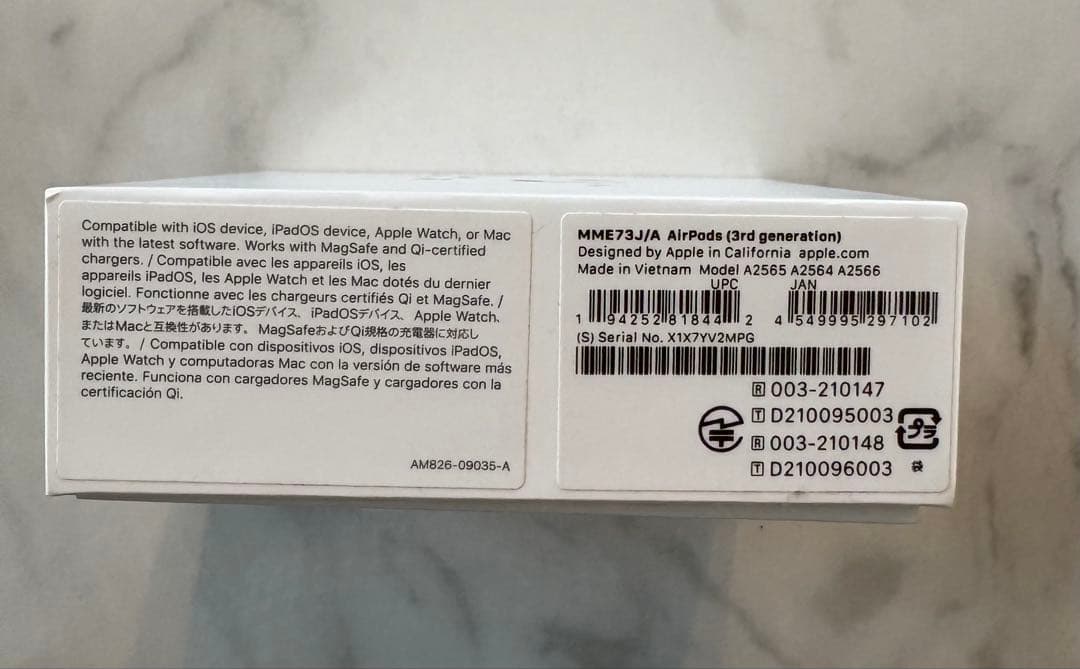 Compatible with iOS device, iPadOS device, Apple Watch, or Mac
with the latest software. Works with MagSafe and Qi-certified
chargers. / Compatible avec les appareils iOS, les
appareils iPadOS, les Apple Watch et les Mac dotés du dernier
logiciel. Fonctionne avec les chargeurs certifiés Qi et MagSafe. /
最新のソフトウェアを搭載したiOSデバイス、iPadOSデバイス、Apple Watch、
またはMacと互換性があります。MagSafeおよびQi規格の充電器に対応し
ています。 / Compatible con dispositivos iOS, dispositivos iPadOS,
Apple Watch y computadoras Mac con la versión de software más
reciente. Funciona con cargadores MagSafe y cargadores con la
certificación Qi.
AM826-09035-A
MME73J/A AirPods (3rd generation)
Designed by Apple in California apple.com
Made in Vietnam Model A2565 A2564 A2566
UPC JAN
1 94252 81844 2 4 549995 297102
(S) Serial No. X1X7YV2MPG
R 003-210147
T D210095003
R 003-210148
T D210096003
プラ
袋